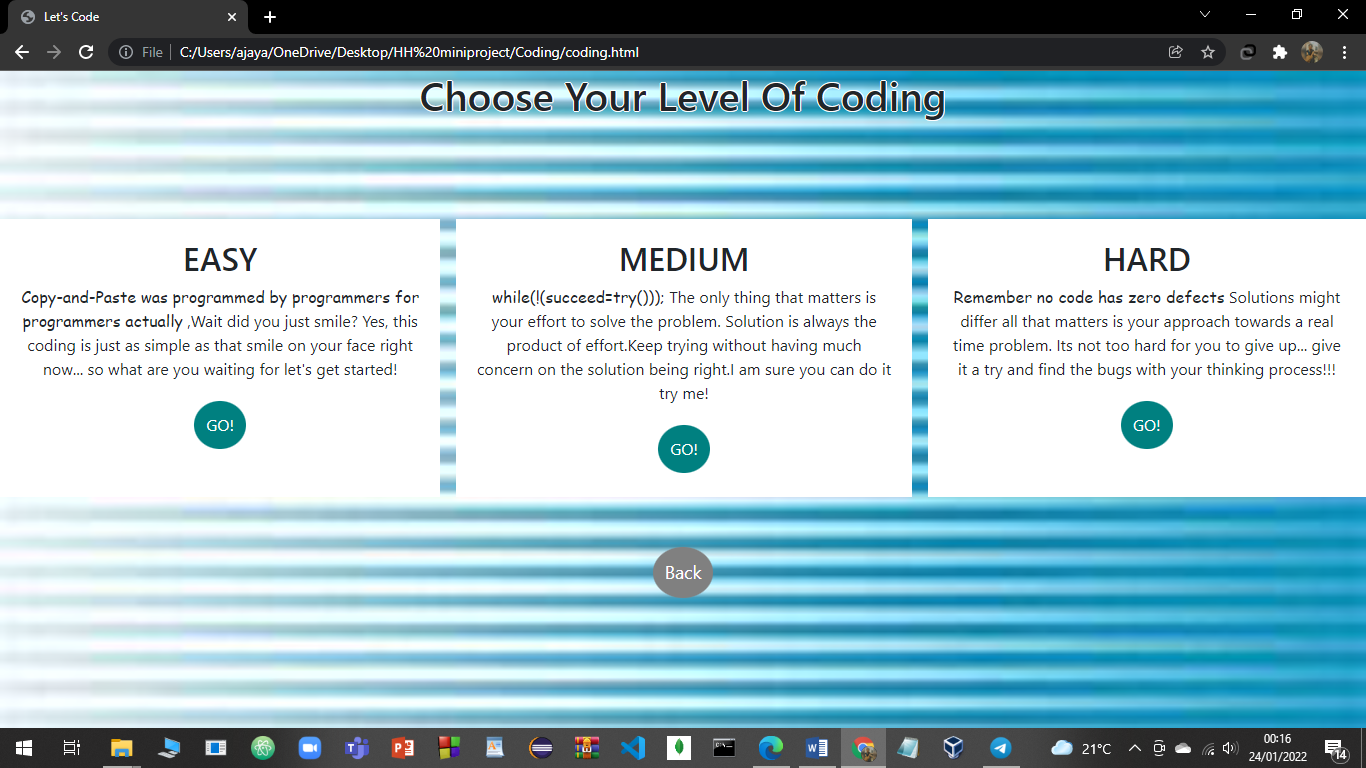 Let's Code
File
C:/Users/ajaya/OneDrive/Desktop/HH%20miniproject/Coding/coding.html
Choose Your Level Of Coding
EASY
Copy-and-Paste was programmed by programmers for
programmers actually ,Wait did you just smile? Yes, this
coding is just as simple as that smile on your face right
now... so what are you waiting for let's get started!
GO!
MEDIUM
while(!(succeed=try())); The only thing that matters is
your effort to solve the problem. Solution is always the
product of effort.Keep trying without having much
concern on the solution being right.I am sure you can do it
try me!
GO!
HARD
Remember no code has zero defects Solutions might
differ all that matters is your approach towards a real
time problem. Its not too hard for you to give up... give
it a try and find the bugs with your thinking process!!!
GO!
Back
21°C
00:16
24/01/2022
14